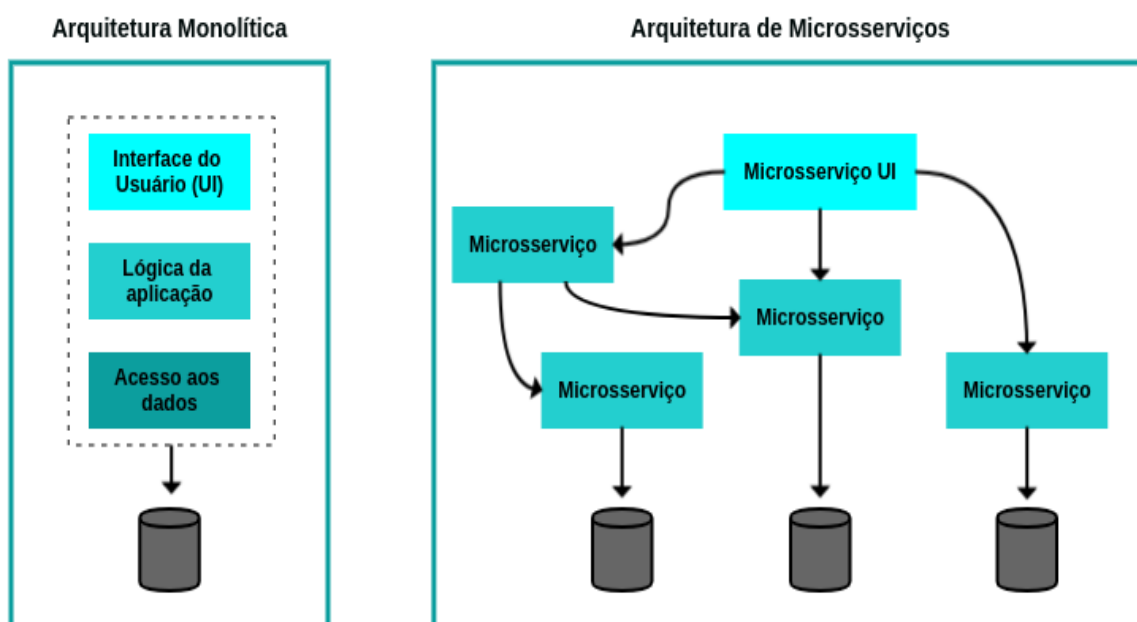 Arquitetura Monolítica
Interface do
Usuário (UI)
Lógica da
aplicação
Acesso aos
dados
Arquitetura de Microsserviços
Microsserviço UI
Microsserviço
Microsserviço
Microsserviço
Microsserviço